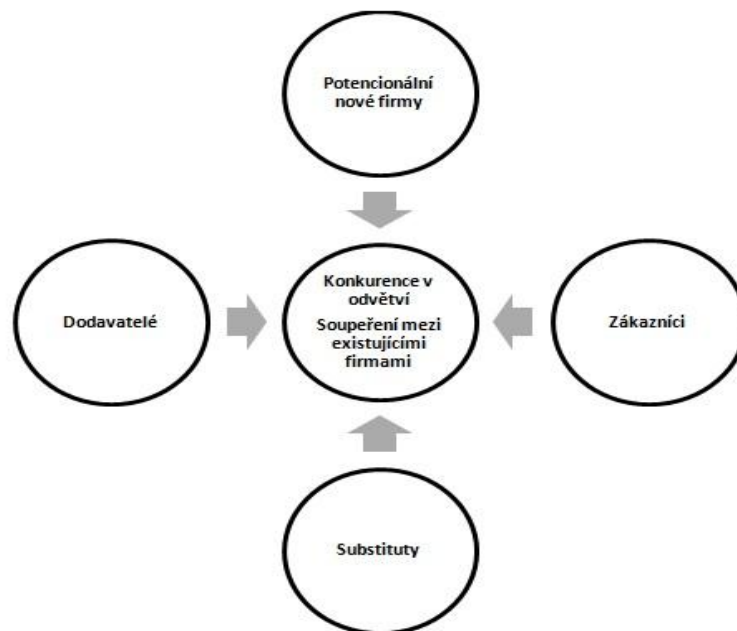 Potencionální
nové firmy
Dodavatelé
Konkurence v
odvětví
Soupeření mezi
existujícími
firmami
Zákazníci
Substituty